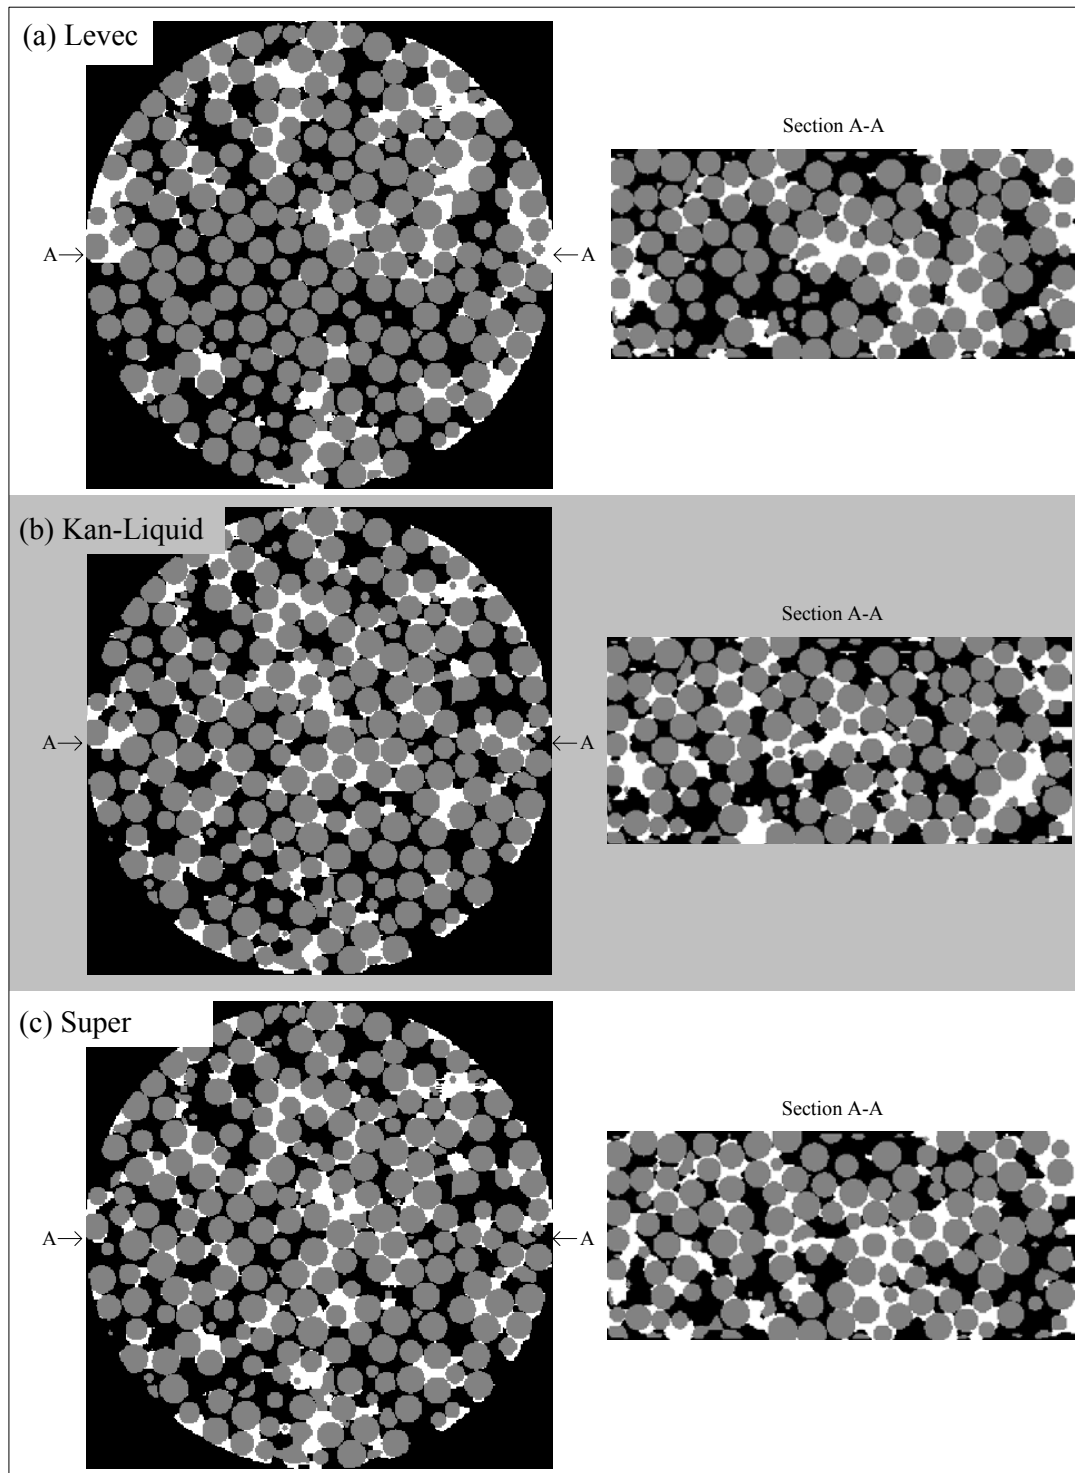 (a) Levec
Section A-A
A
A
(b) Kan-Liquid
Section A-A
A
A
(c) Super
Section A-A
A
A